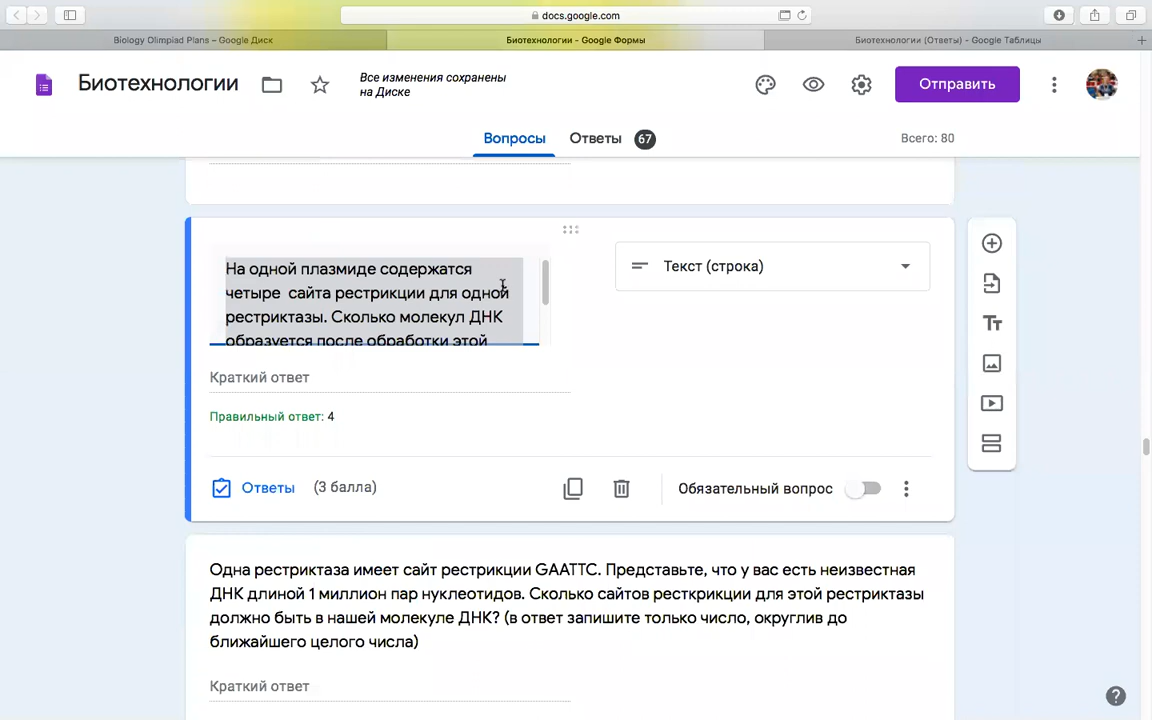 docs.google.com
Biology Olimpiad Plans – Google Диск
Биотехнологии - Google Формы
Биотехнологии (Ответы) - Google Таблицы
Биотехнологии
Все изменения сохранены
на Диске
Отправить
Вопросы
Ответы
67
Всего: 80
На одной плазмиде содержатся
четыре сайта рестрикции для одной
рестриктазы. Сколько молекул ДНК
образуется после обработки этой
Текст (строка)
Краткий ответ
Правильный ответ: 4
Ответы
(3 балла)
Обязательный вопрос
Одна рестриктаза имеет сайт рестрикции GAATTC. Представьте, что у вас есть неизвестная
ДНК длиной 1 миллион пар нуклеотидов. Сколько сайтов ресткрикции для этой рестриктазы
должно быть в нашей молекуле ДНК? (в ответ запишите только число, округлив до
ближайшего целого числа)
Краткий ответ